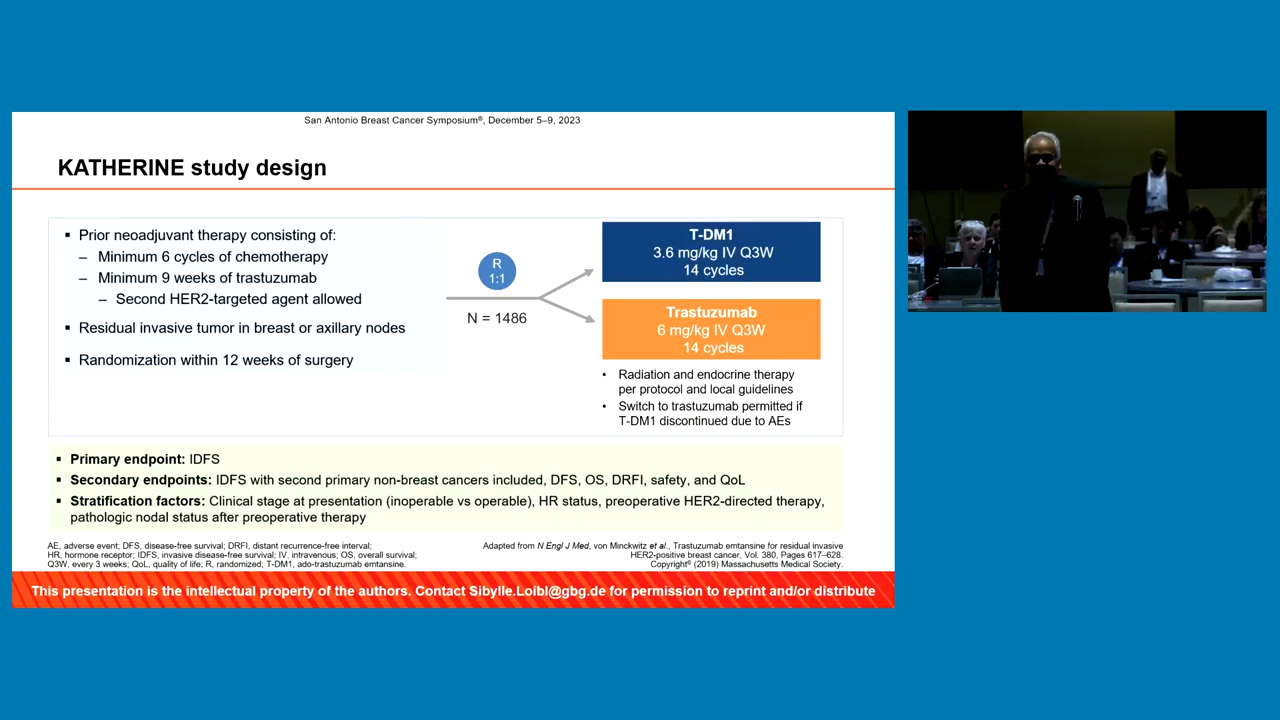 San Antonio Breast Cancer Symposium®, December 5–9, 2023
KATHERINE study design
▪ Prior neoadjuvant therapy consisting of:
– Minimum 6 cycles of chemotherapy
– Minimum 9 weeks of trastuzumab
– Second HER2-targeted agent allowed
▪ Residual invasive tumor in breast or axillary nodes
▪ Randomization within 12 weeks of surgery
R
1:1
N = 1486
T-DM1
3.6 mg/kg IV Q3W
14 cycles
Trastuzumab
6 mg/kg IV Q3W
14 cycles
• Radiation and endocrine therapy
per protocol and local guidelines
• Switch to trastuzumab permitted if
T-DM1 discontinued due to AEs
▪ Primary endpoint: IDFS
▪ Secondary endpoints: IDFS with second primary non-breast cancers included, DFS, OS, DRFI, safety, and QoL
▪ Stratification factors: Clinical stage at presentation (inoperable vs operable), HR status, preoperative HER2-directed therapy,
pathologic nodal status after preoperative therapy
AE, adverse event; DFS, disease-free survival; DRFI, distant recurrence-free interval;
HR, hormone receptor; IDFS, invasive disease-free survival; IV, intravenous; OS, overall survival;
Q3W, every 3 weeks; QoL, quality of life; R, randomized; T-DM1, ado-trastuzumab emtansine.
Adapted from N Engl J Med, von Minckwitz et al., Trastuzumab emtansine for residual invasive
HER2-positive breast cancer, Vol. 380, Pages 617–628.
Copyright® (2019) Massachusetts Medical Society.
This presentation is the intellectual property of the authors. Contact Sibylle.Loibl@gbg.de for permission to reprint and/or distribute